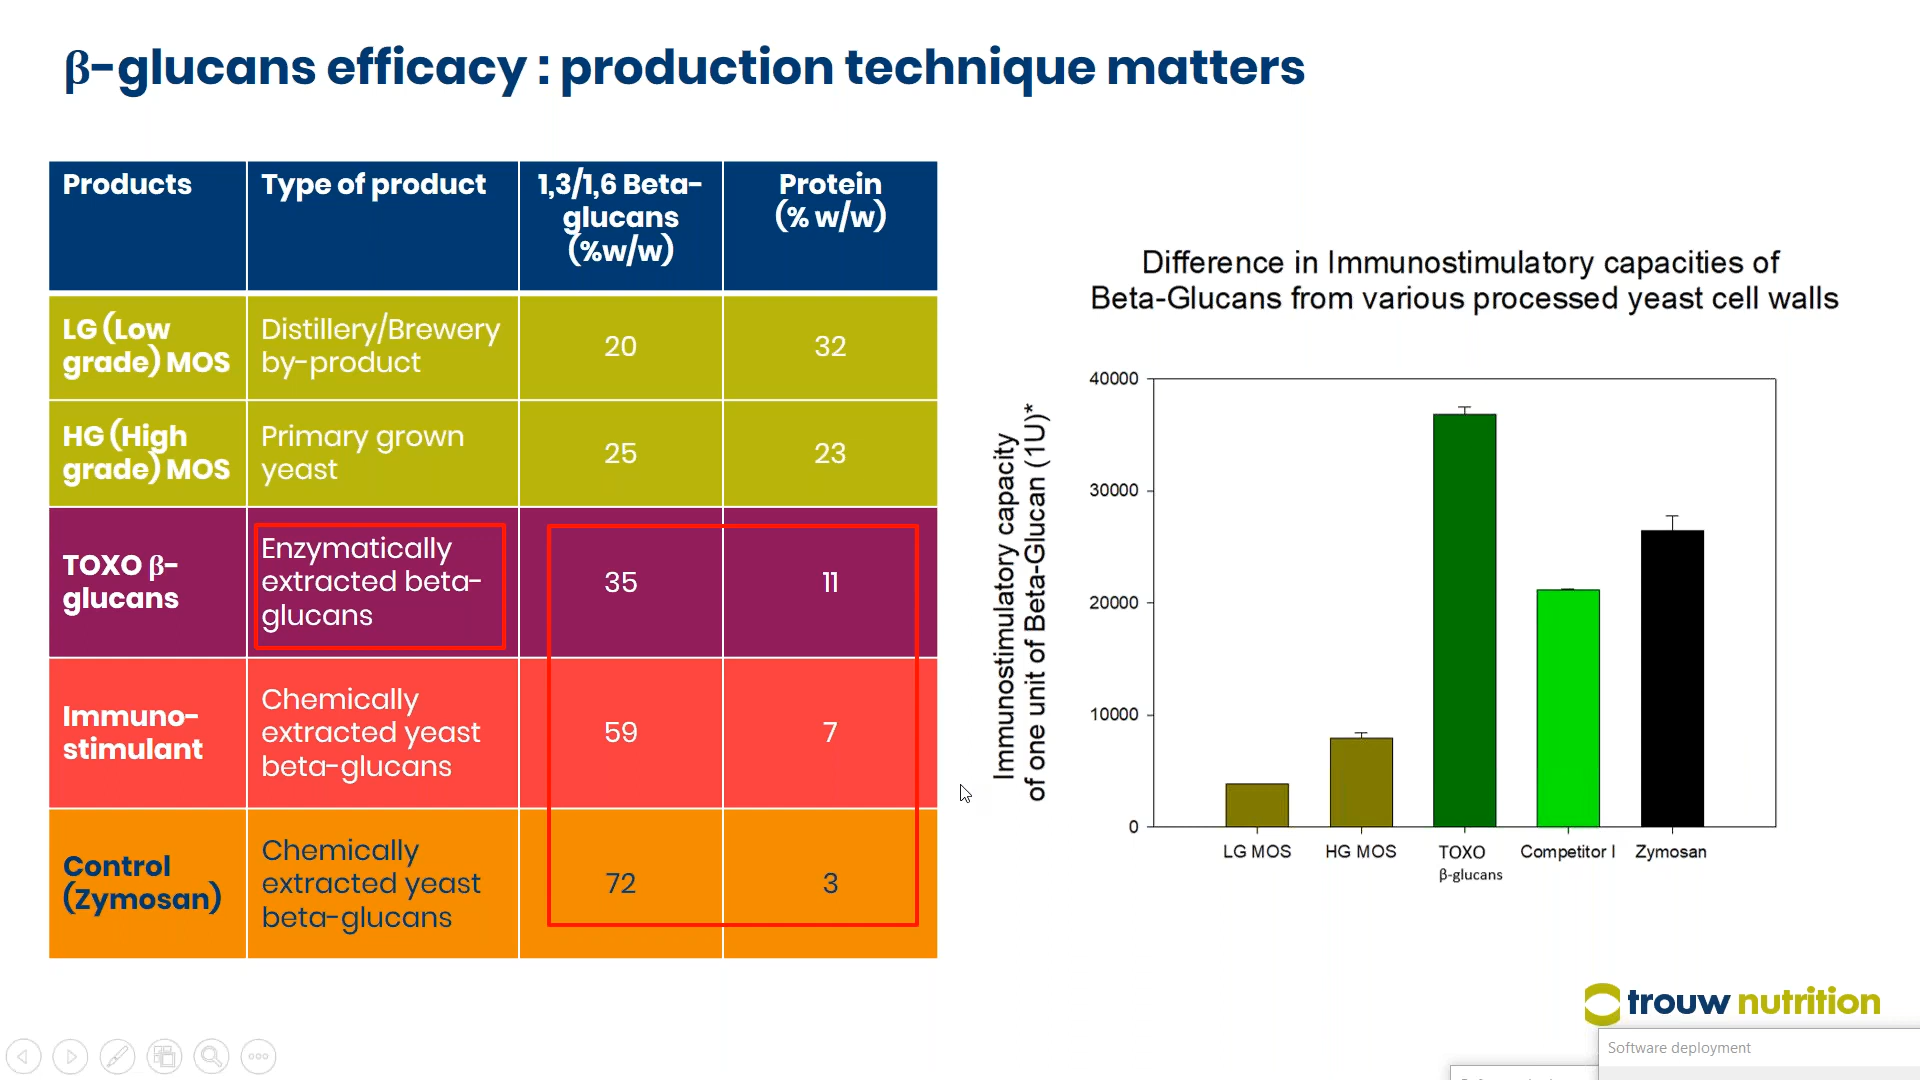 β-glucans efficacy : production technique matters
Products
Type of product
1,3/1,6 Beta-
glucans
(%w/w)
Protein
(% w/w)
LG (Low
grade) MOS
Distillery/Brewery
by-product
20
32
HG (High
grade) MOS
Primary grown
yeast
25
23
TOXO β-
glucans
Enzymatically
extracted beta-
glucans
35
11
Immuno-
stimulant
Chemically
extracted yeast
beta-glucans
59
7
Control
(Zymosan)
Chemically
extracted yeast
beta-glucans
72
3
Difference in Immunostimulatory capacities of
Beta-Glucans from various processed yeast cell walls
Immunostimulatory capacity
of one unit of Beta-Glucan (1U)*
40000
30000
20000
10000
0
LG MOS
HG MOS
TOXO
β-glucans
Competitor I
Zymosan
trouw nutrition
Software deployment